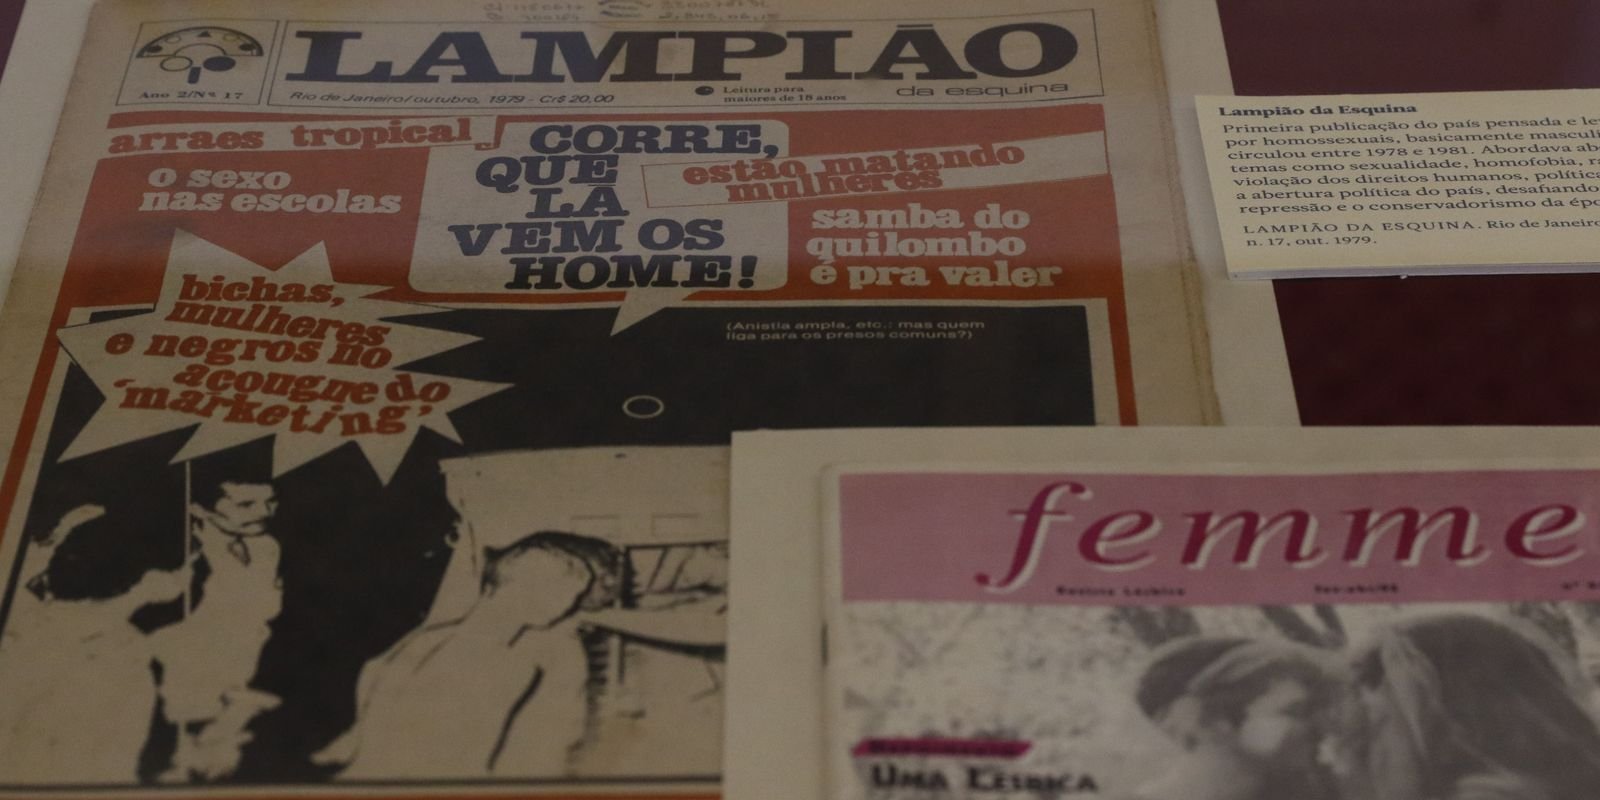 LAMPIÃO
da esquina
Ano 2/Nº 17
Rio de Janeiro/outubro, 1979 - Cr$ 20,00
Leitura para
maiores de 18 anos
arraes tropical
o sexo
nas escolas
CORRE,
QUE
LÁ
VEM OS
HOME!
estão matando
mulheres
samba do
quilombo
é pra valer
bichas,
mulheres
e negros no
açougue do
'marketing'
(Anistia ampla, etc.: mas quem
liga para os presos comuns?)
Lampião da Esquina
Primeira publicação do país pensada e
por homossexuais, basicamente
circulou entre 1978 e 1981. Abordava
temas como sexualidade, homofobia,
violação dos direitos humanos, política
a abertura política do país, desafiando
repressão e o conservadorismo da
LAMPIÃO DA ESQUINA. Rio de Janeiro
n. 17, out. 1979.
femme
Revista Lésbica
UMA LÉSBICA